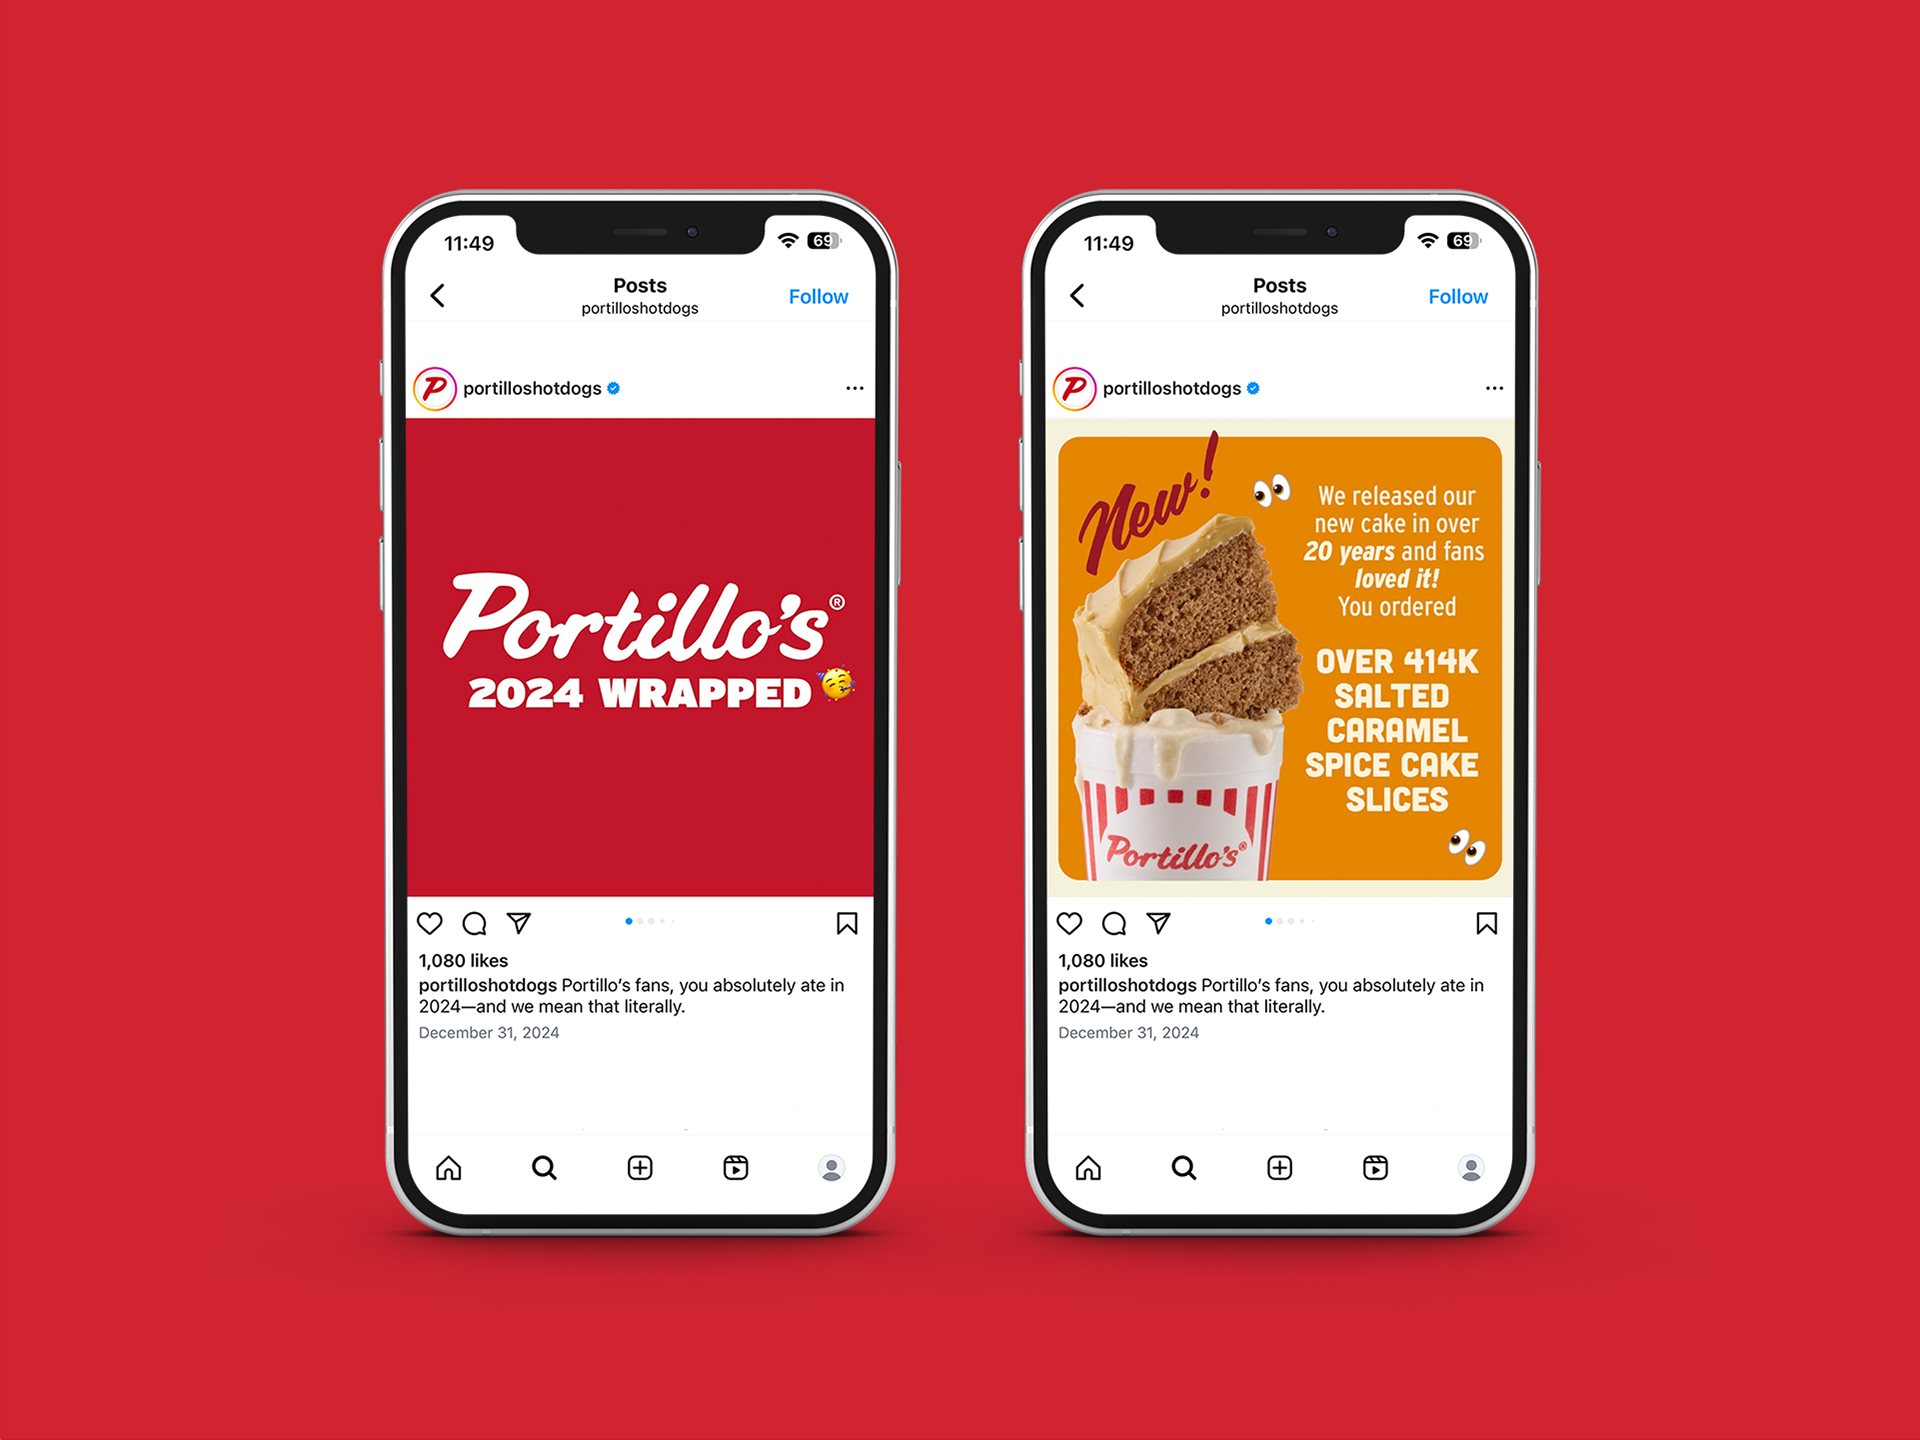 11:49
69
Posts
portilloshotdogs
Follow
P portilloshotdogs
Portillo's®
2024 WRAPPED
1,080 likes
portilloshotdogs Portillo's fans, you absolutely ate in
2024—and we mean that literally.
December 31, 2024
11:49
69
Posts
portilloshotdogs
Follow
P portilloshotdogs
New!
We released our
new cake in over
20 years and fans
loved it!
You ordered
OVER 414K
SALTED
CARAMEL
SPICE CAKE
SLICES
Portillo's®
1,080 likes
portilloshotdogs Portillo's fans, you absolutely ate in
2024—and we mean that literally.
December 31, 2024